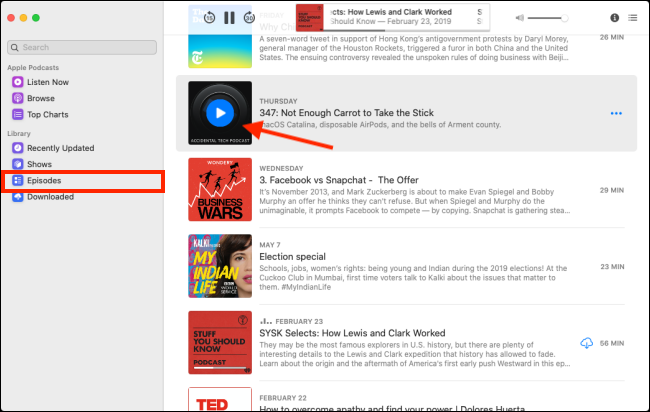 Search
Apple Podcasts
Listen Now
Browse
Top Charts
Library
Recently Updated
Shows
Episodes
Downloaded
15
30
Selects: How Lewis and Clark Worked
Should Know — February 23, 2019
The
Why Chi
A seven-word tweet in support of Hong Kong's antigovernment protests by Daryl Morey,
general manager of the Houston Rockets, triggered a furor in both China and the United
States. The ensuing controversy revealed the unspoken rules of doing business with Beiji...
26 MIN
ACCIDENTAL TECH PODCAST
THURSDAY
347: Not Enough Carrot to Take the Stick
macOS Catalina, disposable AirPods, and the bells of Arment county.
WONDERY
BUSINESS
WARS
WEDNESDAY
3. Facebook vs Snapchat - The Offer
It's November 2013, and Mark Zuckerberg is about to make Evan Spiegel and Bobby
Murphy an offer he thinks they can't refuse. But when Spiegel and Murphy do the
unimaginable, it prompts Facebook to compete — by copying. Snapchat is gaining stea...
29 MIN
KALKI
MY
INDIAN
LIFE
MAY 7
Election special
Schools, jobs, women's rights: being young and Indian during the 2019 elections! At the
Cuckoo Club in Mumbai, first time voters talk to Kalki about the issues that matter to
them. #MyIndianLife
23 MIN
STUFF
YOU SHOULD
KNOW
PODCAST
FEBRUARY 23
SYSK Selects: How Lewis and Clark Worked
They may be the most famous explorers in U.S. history, but there are plenty of
interesting details to the Lewis and Clark expedition that history has allowed to fade.
Learn about the origin and the aftermath of America's first early push Westward in this ep...
56 MIN
TED
FEBRUARY 22
How to overcome apathy and find your power | Dolores Huerta